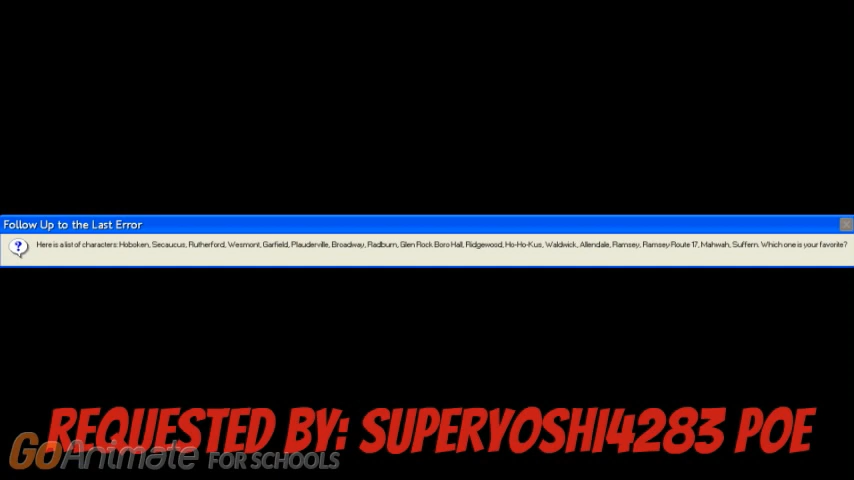 Follow Up to the Last Error
Here is a list of characters: Hoboken, Secaucus, Rutherford, Wesmont, Garfield, Plauderville, Broadway, Radburn, Glen Rock Boro Hall, Ridgewood, Ho-Ho-Kus, Waldwick, Allendale, Ramsey, Ramsey Route 17, Mahwah, Suffern. Which one is your favorite?
REQUESTED BY: SUPERYOSHI4283 POE
GoAnimate FOR SCHOOLS